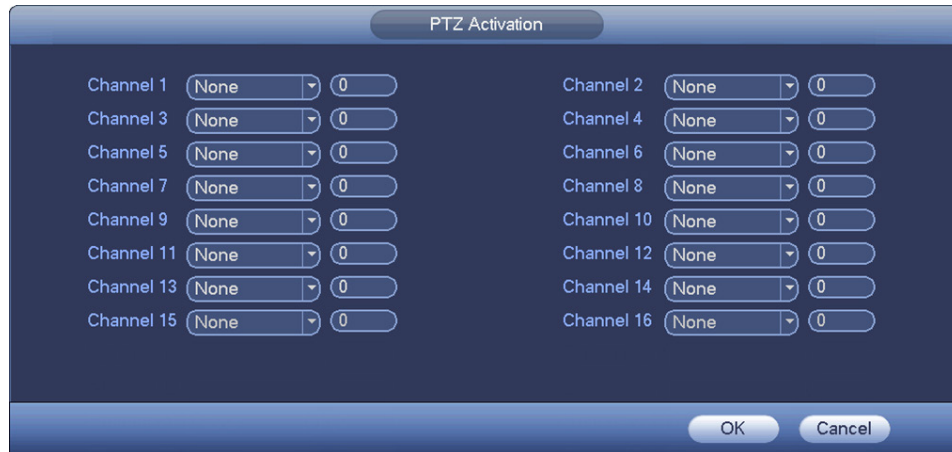 PTZ Activation
Channel 1 None 0 Channel 2 None 0
Channel 3 None 0 Channel 4 None 0
Channel 5 None 0 Channel 6 None 0
Channel 7 None 0 Channel 8 None 0
Channel 9 None 0 Channel 10 None 0
Channel 11 None 0 Channel 12 None 0
Channel 13 None 0 Channel 14 None 0
Channel 15 None 0 Channel 16 None 0
OK Cancel